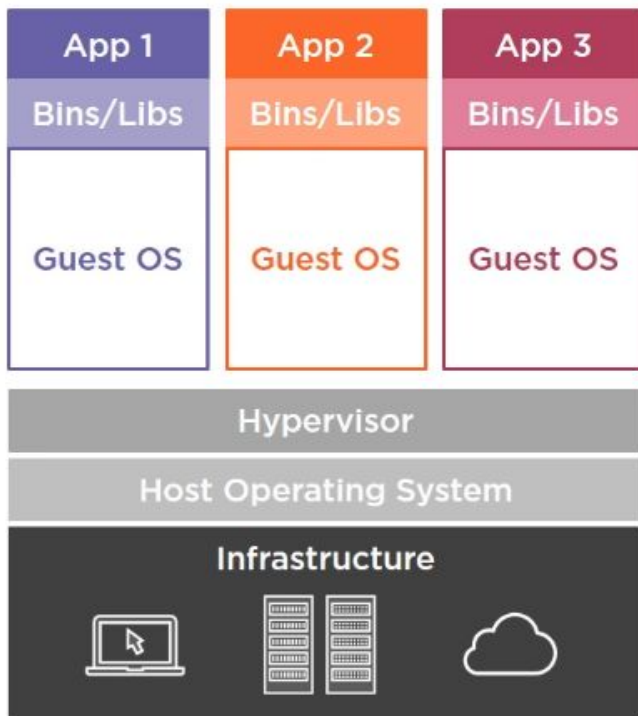 App 1
App 2
App 3
Bins/Libs
Bins/Libs
Bins/Libs
Guest OS
Guest OS
Guest OS
Hypervisor
Host Operating System
Infrastructure